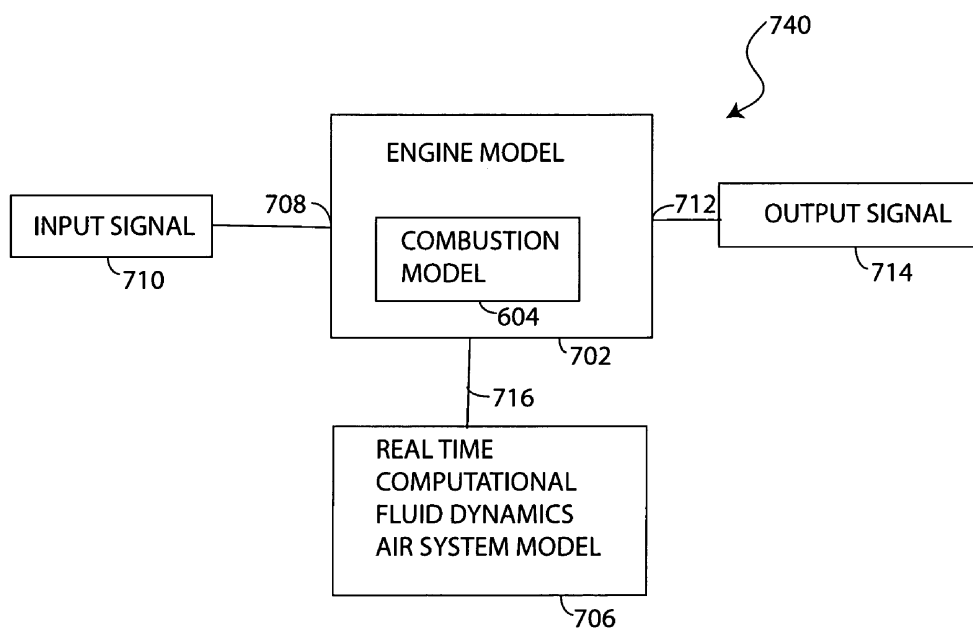 740
ENGINE MODEL
708
712
INPUT SIGNAL
OUTPUT SIGNAL
COMBUSTION
MODEL
710
714
604
702
716
REAL TIME
COMPUTATIONAL
FLUID DYNAMICS
AIR SYSTEM MODEL
706